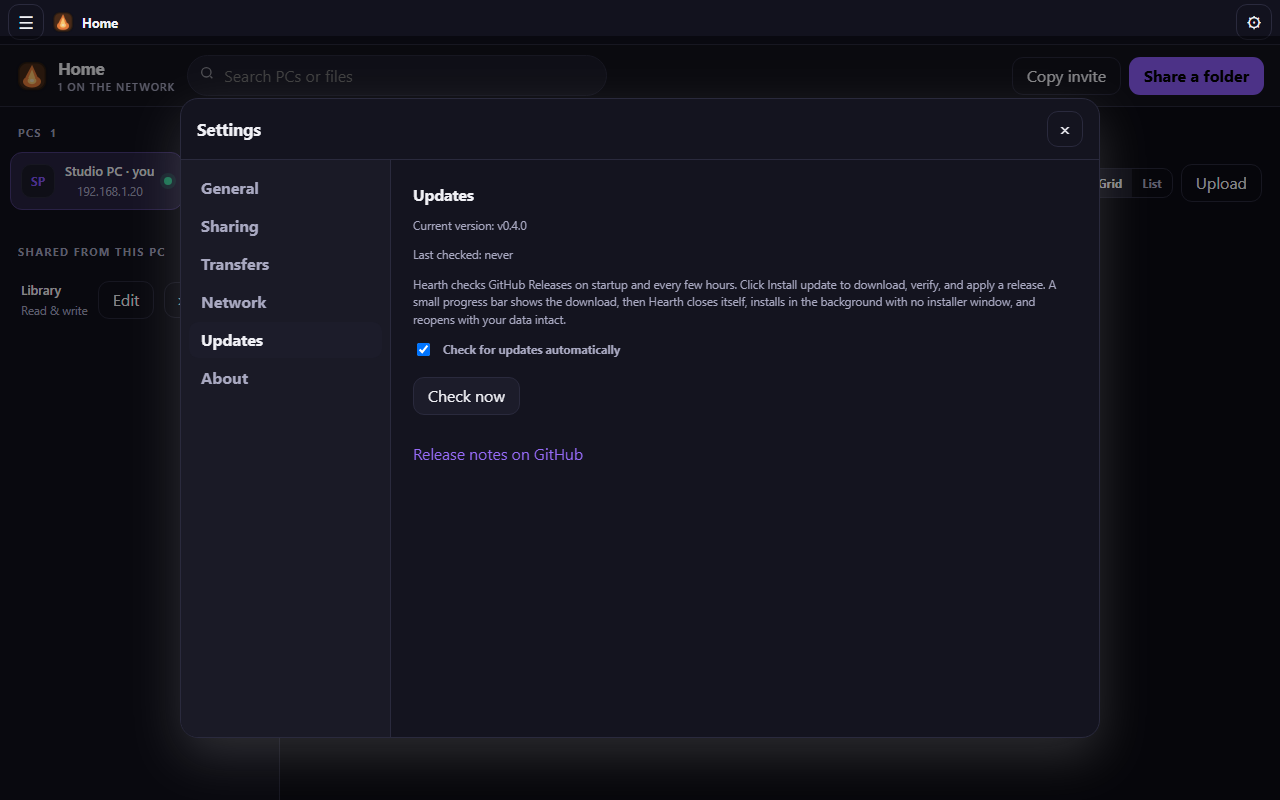 Home
Home
1 ON THE NETWORK
Search PCs or files
Copy invite
Share a folder
PCS 1
SP
Studio PC · you
192.168.1.20
SHARED FROM THIS PC
Library
Read & write
Edit
Grid
List
Upload
Settings
×
General
Sharing
Transfers
Network
Updates
About
Updates
Current version: v0.4.0
Last checked: never
Hearth checks GitHub Releases on startup and every few hours. Click Install update to download, verify, and apply a release. A
small progress bar shows the download, then Hearth closes itself, installs in the background with no installer window, and
reopens with your data intact.
Check for updates automatically
Check now
Release notes on GitHub